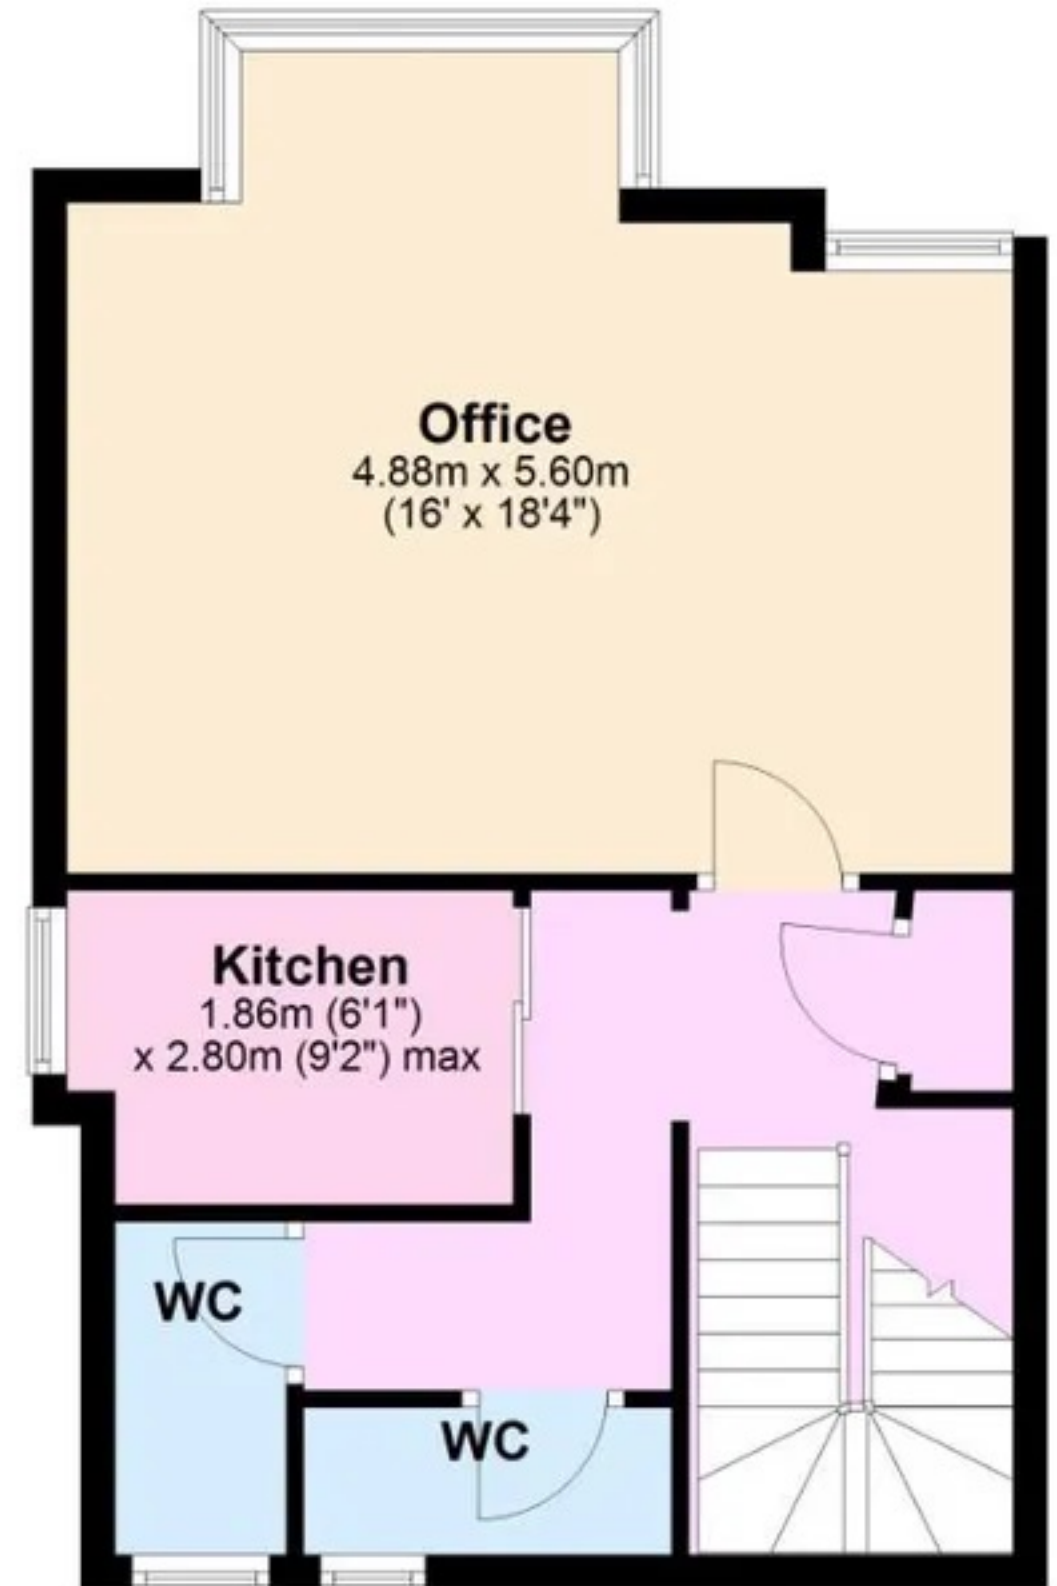 Office
4.88m x 5.60m
(16' x 18'4")
Kitchen
1.86m (6'1")
x 2.80m (9'2") max
WC
WC